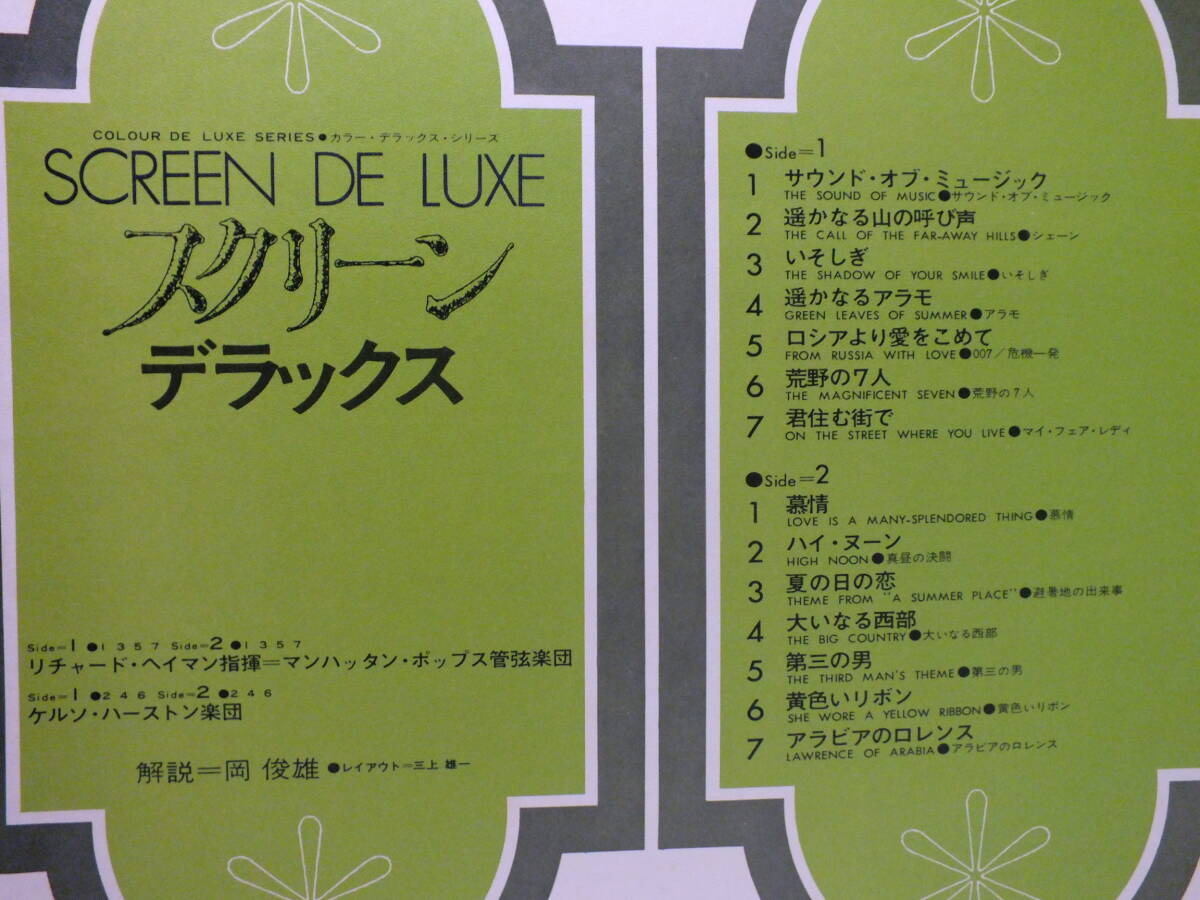 COLOUR DE LUXE SERIES●カラー・デラックス・シリーズ
SCREEN DE LUXE
スクリーン
デラックス
Side=1 ●1 3 5 7 Side=2 ●1 3 5 7
リチャード・ヘイマン指揮=マンハッタン・ポップス管弦楽団
Side=1 ●2 4 6 Side=2 ●2 4 6
ケルソ・ハーストン楽団
解説=岡 俊雄 ●レイアウト=三上 雄一
●Side=1
1 サウンド・オブ・ミュージック
THE SOUND OF MUSIC●サウンド・オブ・ミュージック
2 遥かなる山の呼び声
THE CALL OF THE FAR-AWAY HILLS●シェーン
3 いそしぎ
THE SHADOW OF YOUR SMILE●いそしぎ
4 遥かなるアラモ
GREEN LEAVES OF SUMMER●アラモ
5 ロシアより愛をこめて
FROM RUSSIA WITH LOVE●007/危機一発
6 荒野の7人
THE MAGNIFICENT SEVEN●荒野の7人
7 君住む街で
ON THE STREET WHERE YOU LIVE●マイ・フェア・レディ
●Side=2
1 慕情
LOVE IS A MANY-SPLENDORED THING●慕情
2 ハイ・ヌーン
HIGH NOON●真昼の決闘
3 夏の日の恋
THEME FROM "A SUMMER PLACE"●避暑地の出来事
4 大いなる西部
THE BIG COUNTRY●大いなる西部
5 第三の男
THE THIRD MAN'S THEME●第三の男
6 黄色いリボン
SHE WORE A YELLOW RIBBON●黄色いリボン
7 アラビアのロレンス
LAWRENCE OF ARABIA●アラビアのロレンス